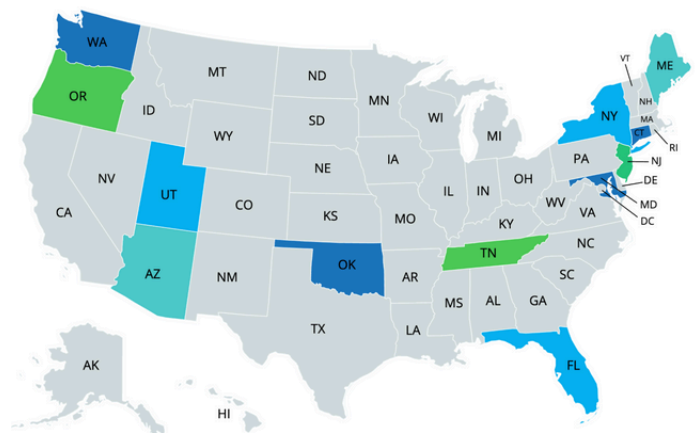 WA
OR
CA
NV
ID
MT
WY
UT
AZ
CO
NM
ND
SD
NE
KS
OK
TX
MN
IA
MO
AR
LA
WI
IL
MI
IN
OH
KY
TN
MS
AL
GA
FL
SC
NC
VA
WV
PA
NY
VT
NH
ME
MA
CT
RI
NJ
DE
MD
DC
AK
HI